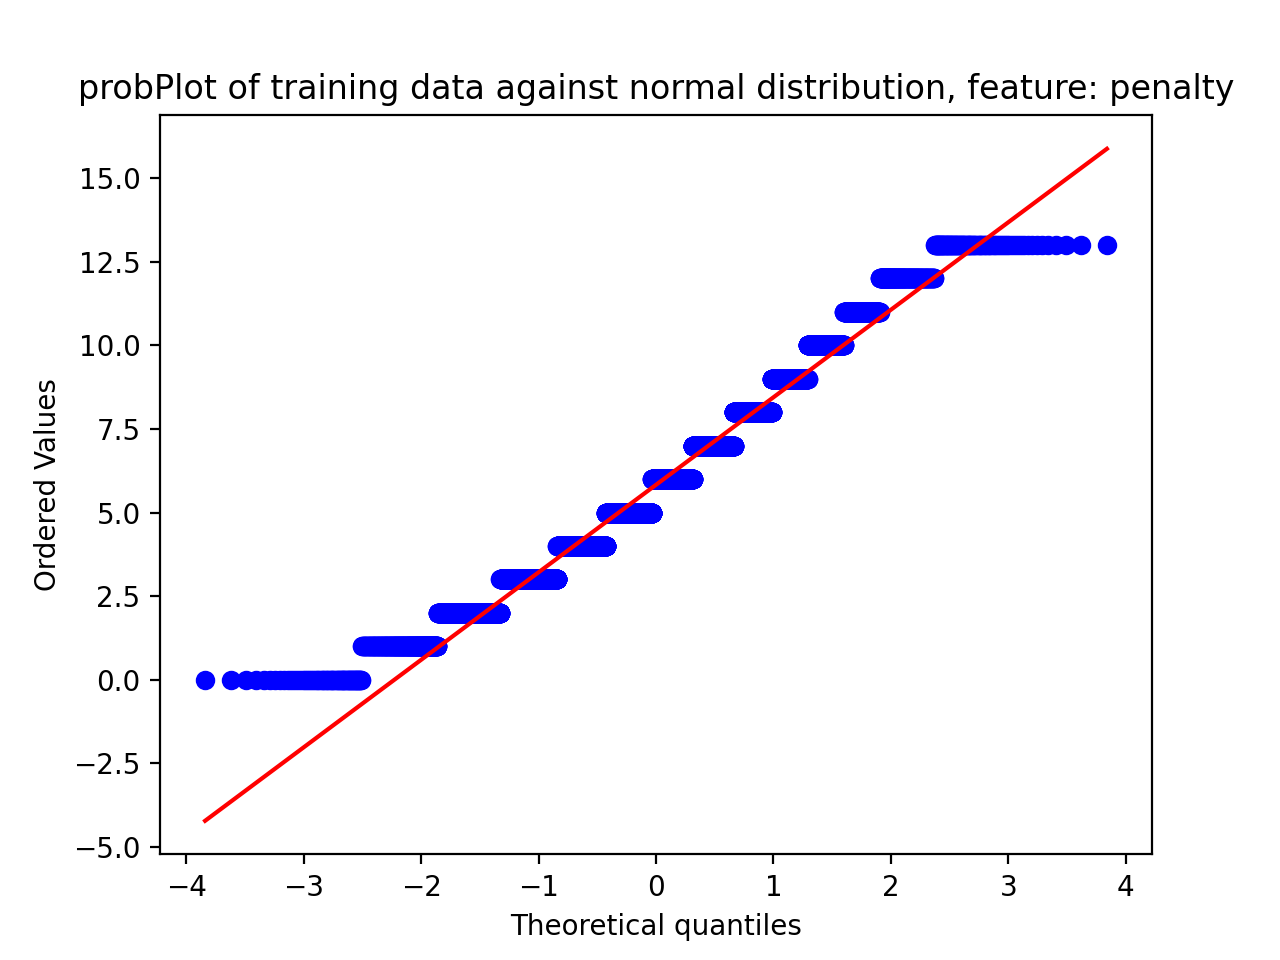 probPlot of training data against normal distribution, feature: penalty
15.0
12.5
10.0
7.5
5.0
2.5
0.0
−2.5
−5.0
Ordered Values
−4 −3 −2 −1 0 1 2 3 4
Theoretical quantiles